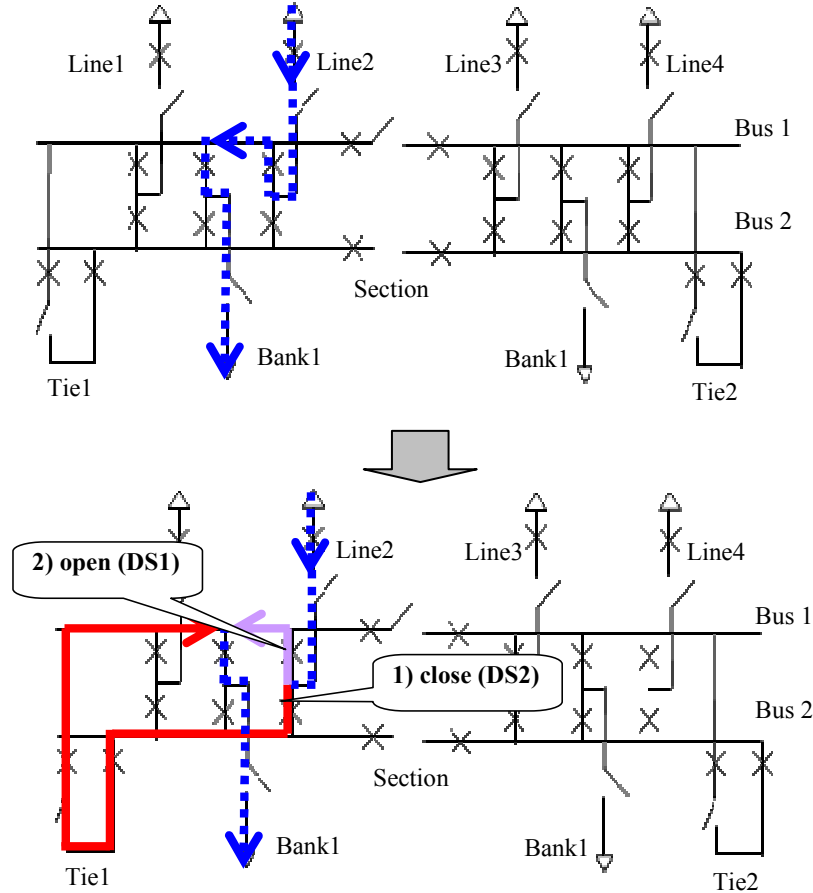 Line1
Line2
Line3
Line4
Bus 1
Bus 2
Section
Bank1
Bank1
Tie1
Tie2
2) open (DS1)
Line2
Line3
Line4
Bus 1
1) close (DS2)
Bus 2
Section
Bank1
Bank1
Tie1
Tie2